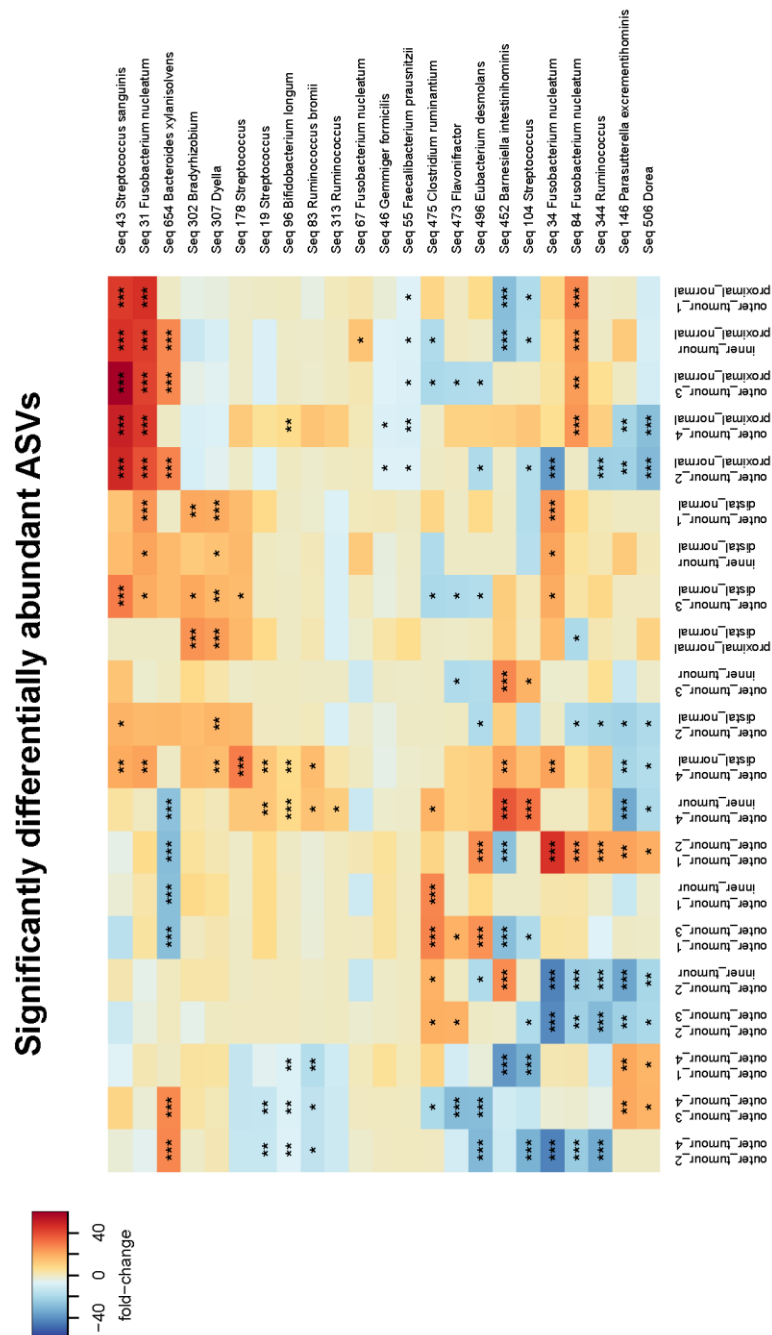 Significantly differentially abundant ASVs
−40
0
40
fold−change
Seq 43 Streptococcus sanguinis
Seq 31 Fusobacterium nucleatum
Seq 654 Bacteroides xylanisolvens
Seq 302 Bradyrhizobium
Seq 307 Dyella
Seq 178 Streptococcus
Seq 19 Streptococcus
Seq 96 Bifidobacterium longum
Seq 83 Ruminococcus bromii
Seq 313 Ruminococcus
Seq 67 Fusobacterium nucleatum
Seq 46 Gemmiger formicilis
Seq 55 Faecalibacterium prausnitzii
Seq 475 Clostridium ruminantium
Seq 473 Flavonifractor
Seq 496 Eubacterium desmolans
Seq 452 Barnesiella intestinihominis
Seq 104 Streptococcus
Seq 34 Fusobacterium nucleatum
Seq 84 Fusobacterium nucleatum
Seq 344 Ruminococcus
Seq 146 Parasutterella excrementihominis
Seq 506 Dorea
outer_tumour_2
outer_tumour_4
outer_tumour_3
outer_tumour_4
outer_tumour_1
outer_tumour_4
outer_tumour_2
outer_tumour_3
outer_tumour_2
inner_tumour
outer_tumour_1
outer_tumour_3
outer_tumour_1
inner_tumour
outer_tumour_1
outer_tumour_2
outer_tumour_4
inner_tumour
outer_tumour_4
distal_normal
outer_tumour_2
distal_normal
outer_tumour_3
inner_tumour
proximal_normal
distal_normal
outer_tumour_3
distal_normal
inner_tumour
distal_normal
outer_tumour_1
distal_normal
outer_tumour_2
proximal_normal
outer_tumour_4
proximal_normal
outer_tumour_3
proximal_normal
inner_tumour
proximal_normal
outer_tumour_1
proximal_normal